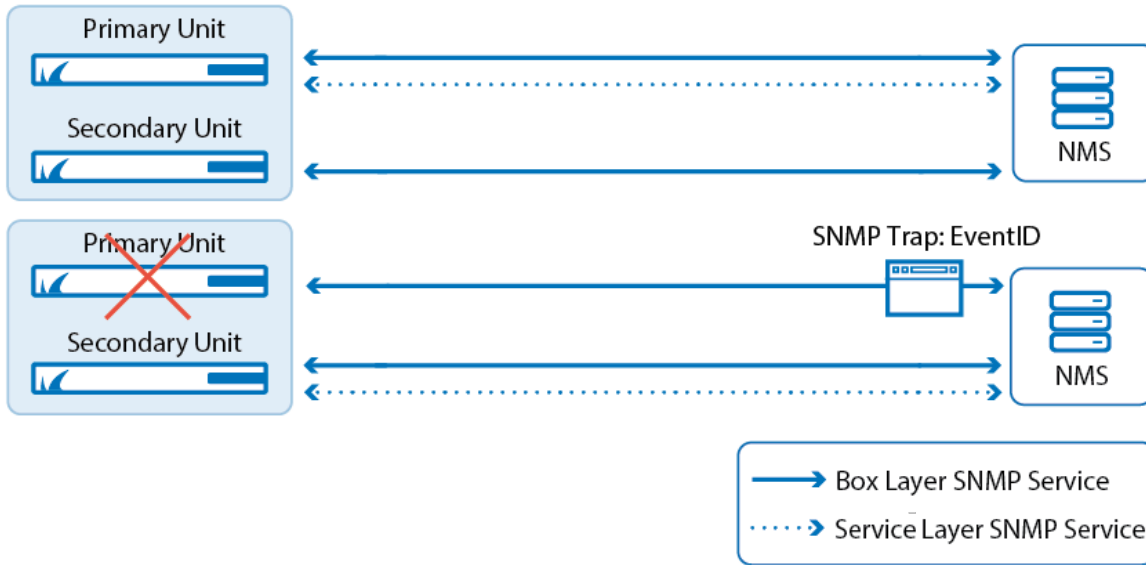 Primary Unit
Secondary Unit
NMS
Primary Unit
SNMP Trap: EventID
Secondary Unit
NMS
Box Layer SNMP Service
Service Layer SNMP Service